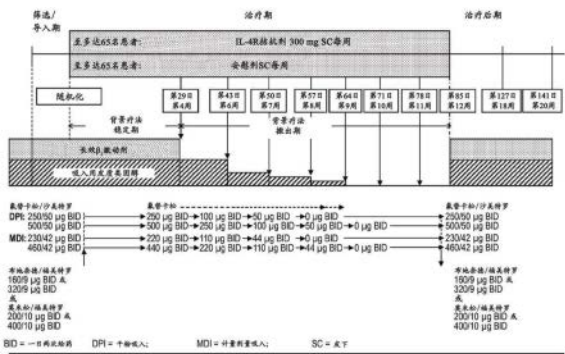 筛选/
导入期
治疗期
治疗后期
至多达65名患者: IL-4R拮抗剂 300 mg SC每周
至多达65名患者: 安慰剂SC每周
随机化
第29日 第4周
第43日 第6周
第50日 第7周
第57日 第8周
第64日 第9周
第71日 第10周
第78日 第11周
第85日 第12周
第127日 第18周
第141日 第20周
背景疗法
稳定期
背景疗法
撤出期
长效β
激动剂
吸入用皮质类固醇
氟替卡松/沙美特罗
氟替卡松
氟替卡松/沙美特罗
DPI: 250/50 µg BID 250 µg BID 100 µg BID 50 µg BID 0 µg BID 250/50 µg BID
500/50 µg BID 500 µg BID 250 µg BID 100 µg BID 50 µg BID 0 µg BID 500/50 µg BID
MDI: 230/42 µg BID 220 µg BID 110 µg BID 44 µg BID 0 µg BID 230/42 µg BID
460/42 µg BID 440 µg BID 220 µg BID 110 µg BID 44 µg BID 0 µg BID 460/42 µg BID
布地奈德/福美特罗
160/9 µg BID 或
320/9 µg BID
或
莫米松/福美特罗
200/10 µg BID 或
400/10 µg BID
布地奈德/福美特罗
160/9 µg BID 或
320/9 µg BID
或
莫米松/福美特罗
200/10 µg BID 或
400/10 µg BID
BID = 一日两次给药 DPI = 干粉吸入; MDI = 计量剂量吸入; SC = 皮下